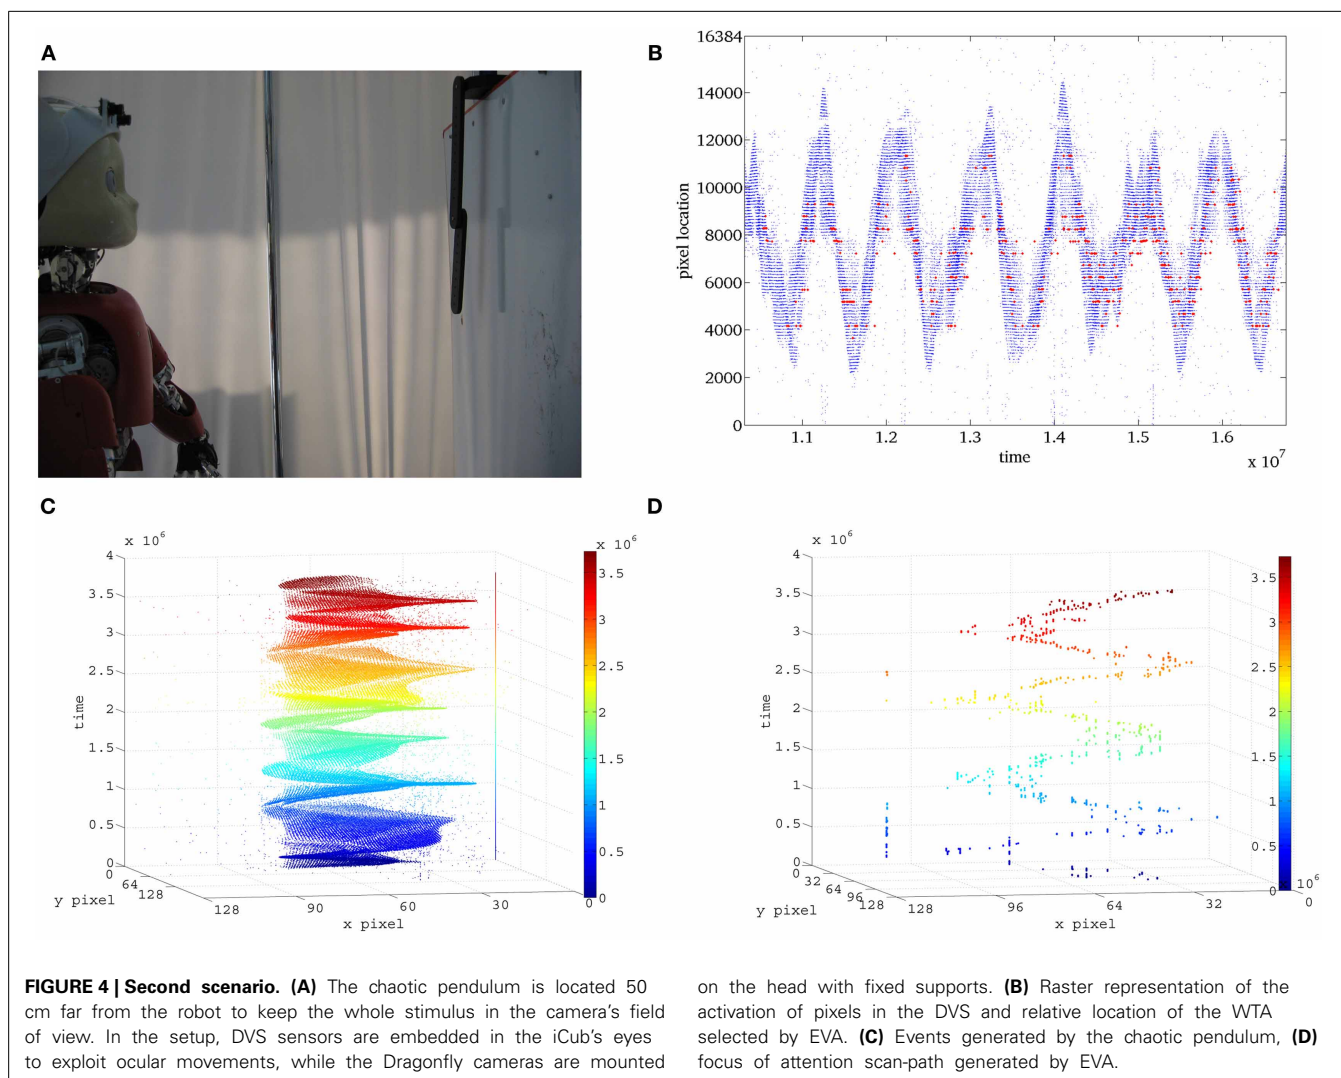 A
B
16384
14000
12000
10000
8000
6000
4000
2000
0
pixel location
1.1
1.2
1.3
1.4
1.5
1.6
time
x 10⁷
C
x 10⁶
4
3.5
3
2.5
2
1.5
1
0.5
0
time
0
64
128
y pixel
128
90
60
30
0
x pixel
x 10⁶
3.5
3
2.5
2
1.5
1
0.5
0
D
x 10⁶
4
3.5
3
2.5
2
1.5
1
0.5
0
time
0
32
64
96
128
y pixel
128
96
64
32
0
x pixel
3.5
3
2.5
2
1.5
1
0.5
0
10⁶
FIGURE 4 | Second scenario. (A) The chaotic pendulum is located 50
cm far from the robot to keep the whole stimulus in the camera's field
of view. In the setup, DVS sensors are embedded in the iCub's eyes
to exploit ocular movements, while the Dragonfly cameras are mounted
on the head with fixed supports. (B) Raster representation of the
activation of pixels in the DVS and relative location of the WTA
selected by EVA. (C) Events generated by the chaotic pendulum, (D)
focus of attention scan-path generated by EVA.